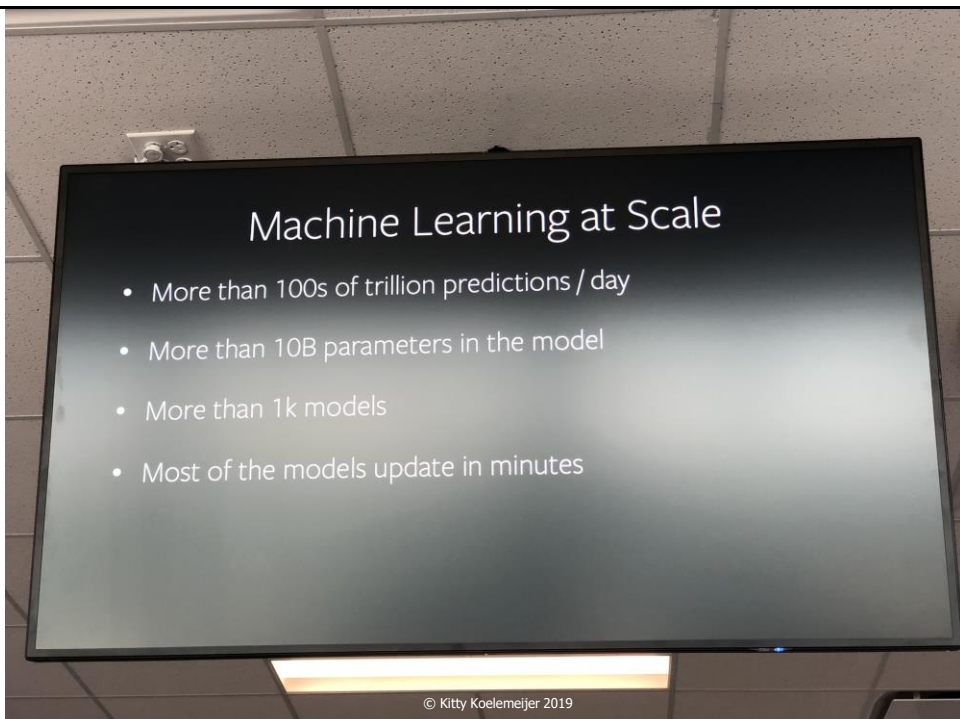 Machine Learning at Scale
• More than 100s of trillion predictions / day
• More than 10B parameters in the model
• More than 1k models
• Most of the models update in minutes
© Kitty Koelemeijer 2019